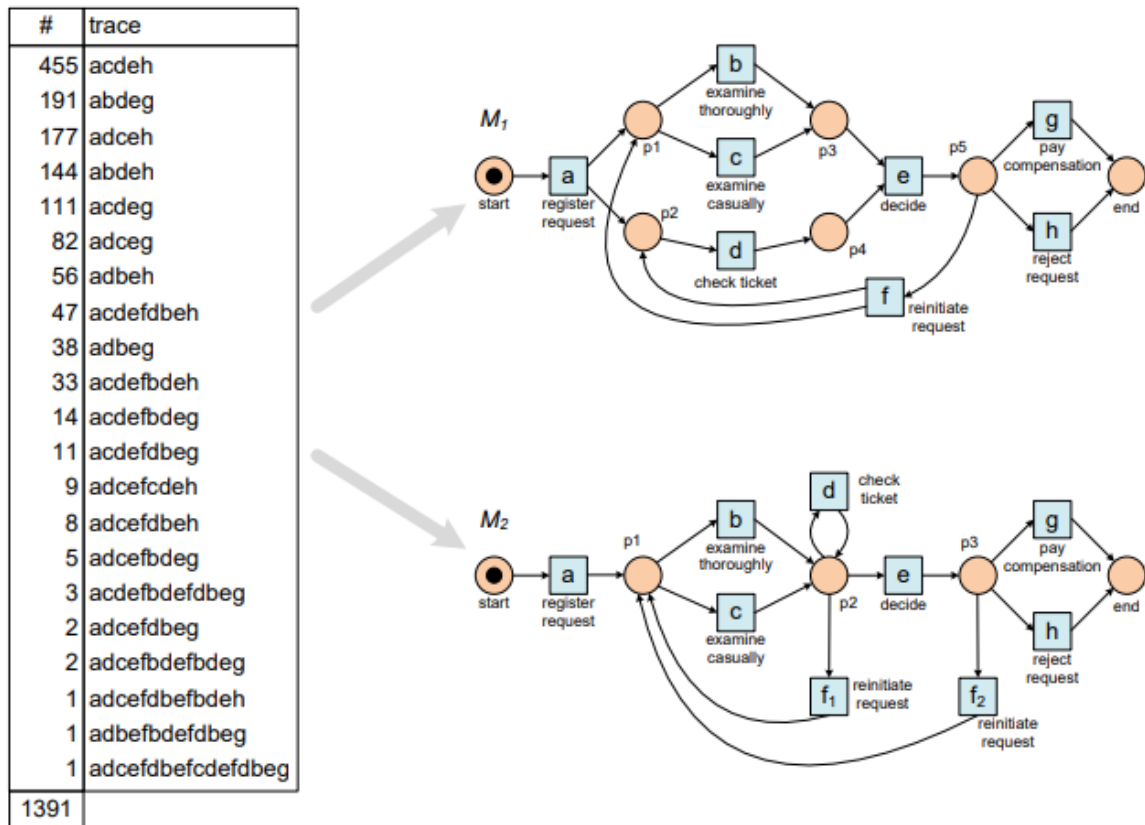 # trace
455 acdeh
191 abdeg
177 adceh
144 abdeh
111 acdeg
82 adceg
56 adbeh
47 acdefdbeh
38 adbeg
33 acdefbdeh
14 acdefbdeg
11 acdefdbeg
9 adcefcdeh
8 adcefdbeh
5 adcefbdeg
3 acdefbdefdbeg
2 adcefdbeg
2 adcefbdefbdeg
1 adcefdbefbdeh
1 adbefbdefdbeg
1 adcefdbefcdefdbeg
1391
M1
start
a
register
request
p1
p2
b
examine
thoroughly
c
examine
casually
d
check ticket
p3
p4
e
decide
p5
f
reinitiate
request
g
pay
compensation
h
reject
request
end
M2
start
a
register
request
p1
b
examine
thoroughly
c
examine
casually
d
check
ticket
p2
e
decide
p3
f1
reinitiate
request
f2
reinitiate
request
g
pay
compensation
h
reject
request
end